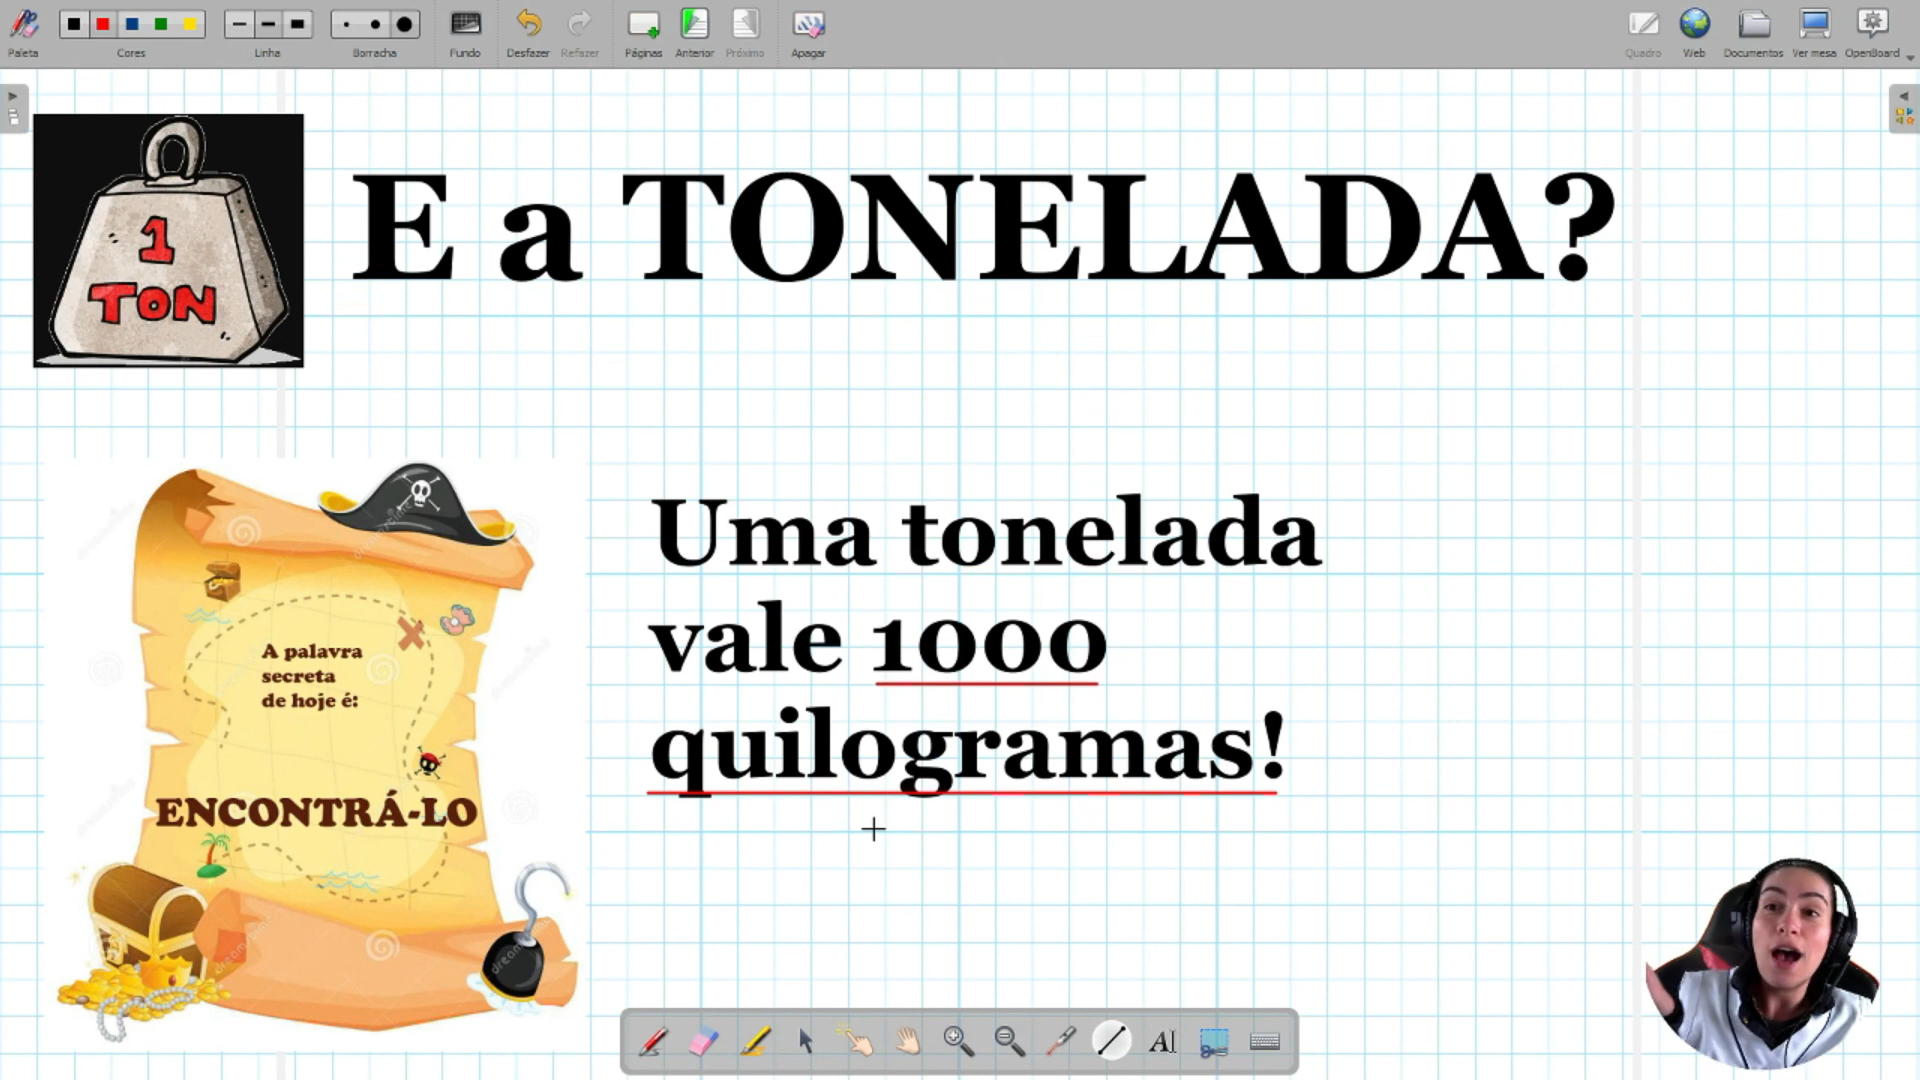 Paleta
Cores
Linha
Borracha
Fundo
Desfazer
Refazer
Páginas
Anterior
Próximo
Apagar
Quadro
Web
Documentos
Ver mesa
OpenBoard
1
TON
E a TONELADA?
A palavra
secreta
de hoje é:
ENCONTRÁ-LO
Uma tonelada
vale 1000
quilogramas!
AI